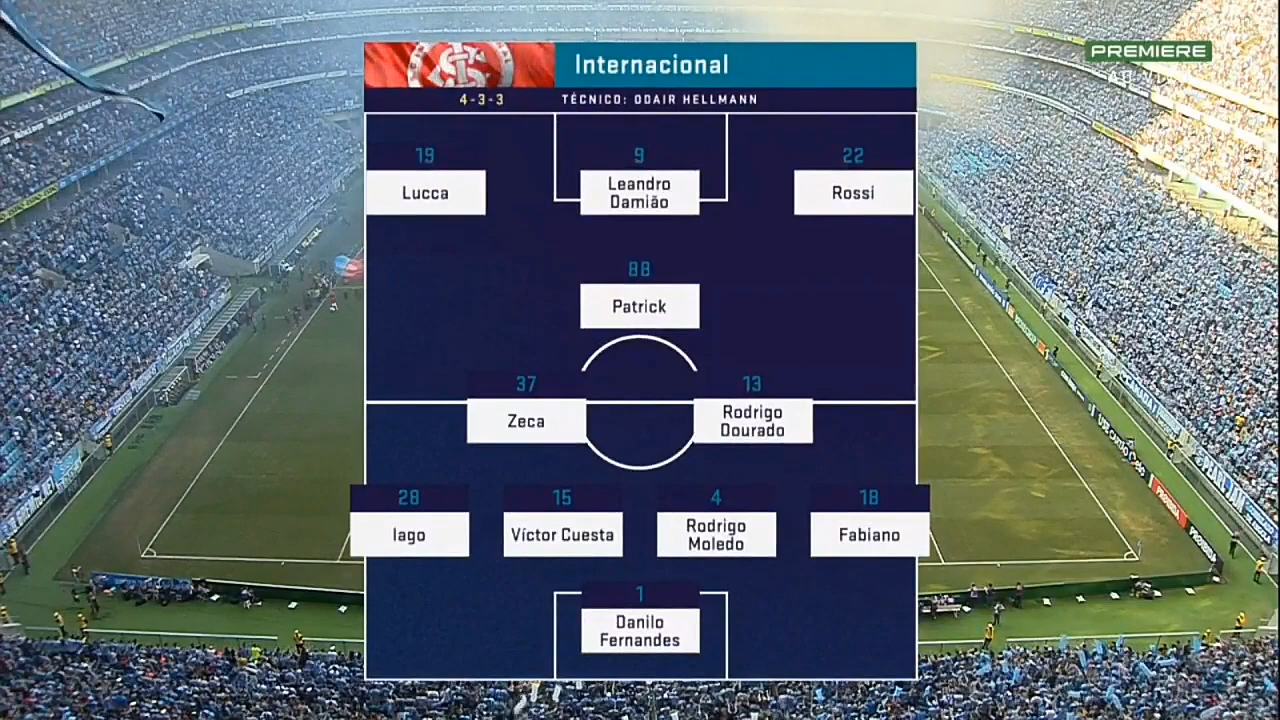 Internacional
PREMIERE
4-3-3 TÉCNICO: ODAIR HELLMANN
19 9 22
Lucca Leandro Damião Rossi
88
Patrick
37 13
Zeca Rodrigo Dourado
28 15 4 18
Iago Víctor Cuesta Rodrigo Moledo Fabiano
1
Danilo
Fernandes